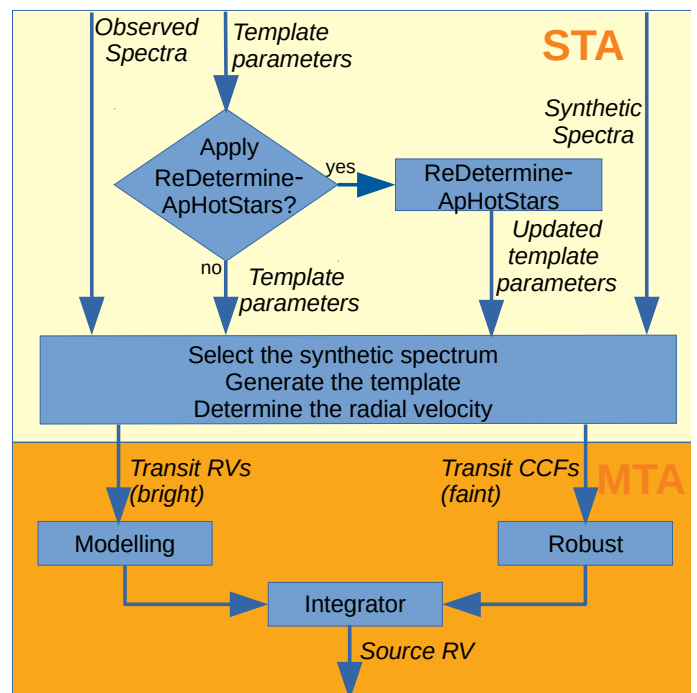 Observed
Spectra
Template
parameters
STA
Synthetic
Spectra
Apply
ReDetermine-
ApHotStars?
yes
ReDetermine-
ApHotStars
no
Template
parameters
Updated
template
parameters
Select the synthetic spectrum
Generate the template
Determine the radial velocity
Transit RVs
(bright)
Transit CCFs
(faint)
MTA
Modelling
Robust
Integrator
Source RV